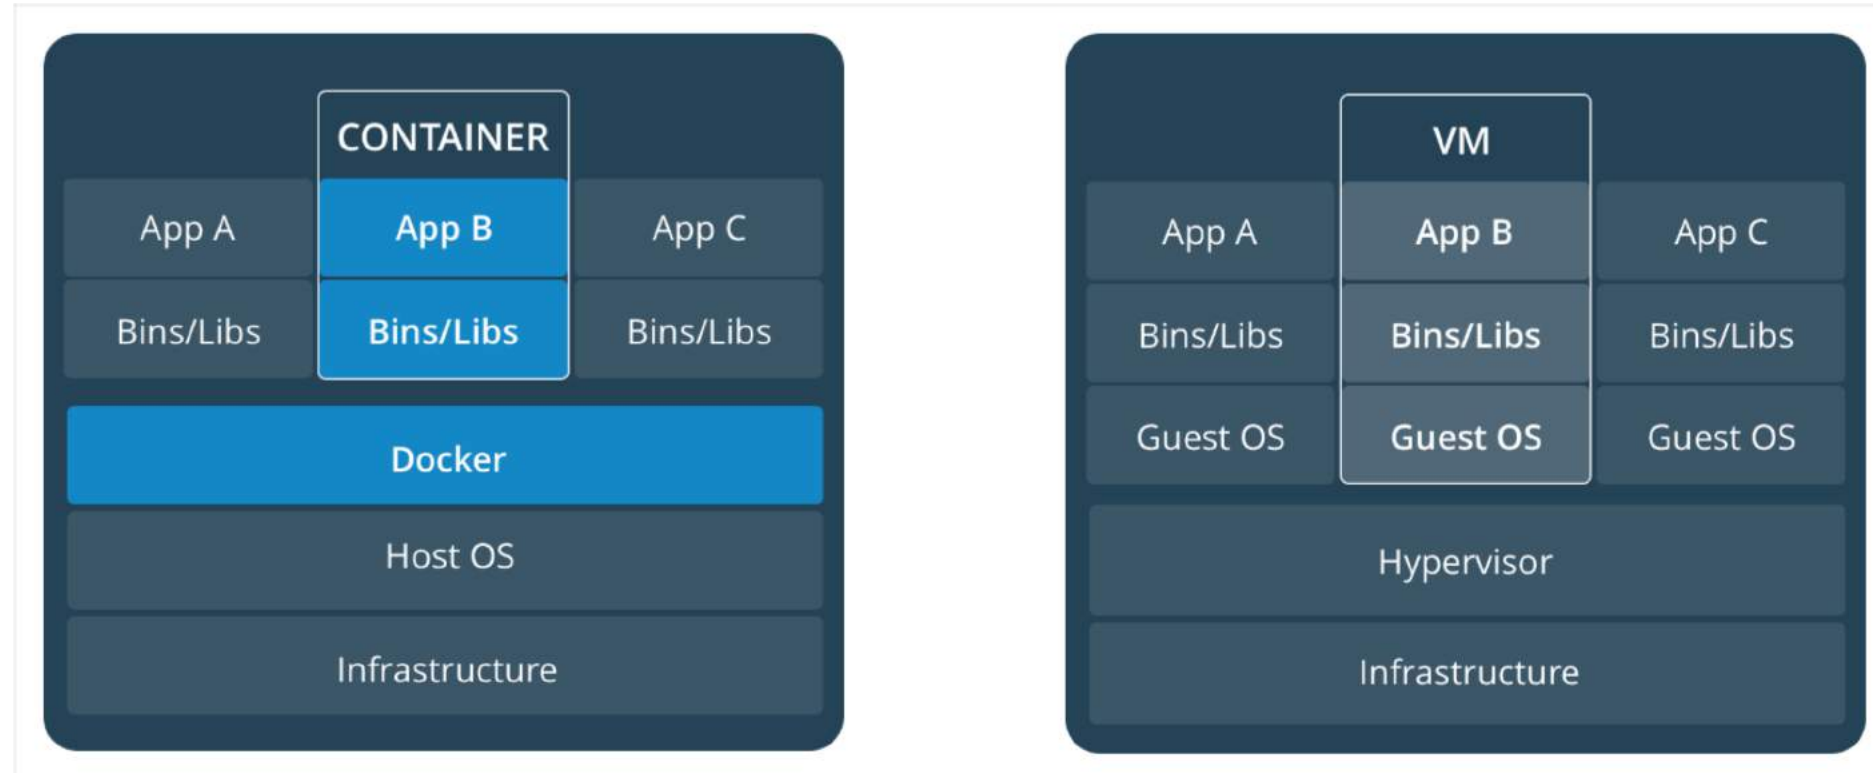 CONTAINER
App A App B App C
Bins/Libs Bins/Libs Bins/Libs
Docker
Host OS
Infrastructure
VM
App A App B App C
Bins/Libs Bins/Libs Bins/Libs
Guest OS Guest OS Guest OS
Hypervisor
Infrastructure